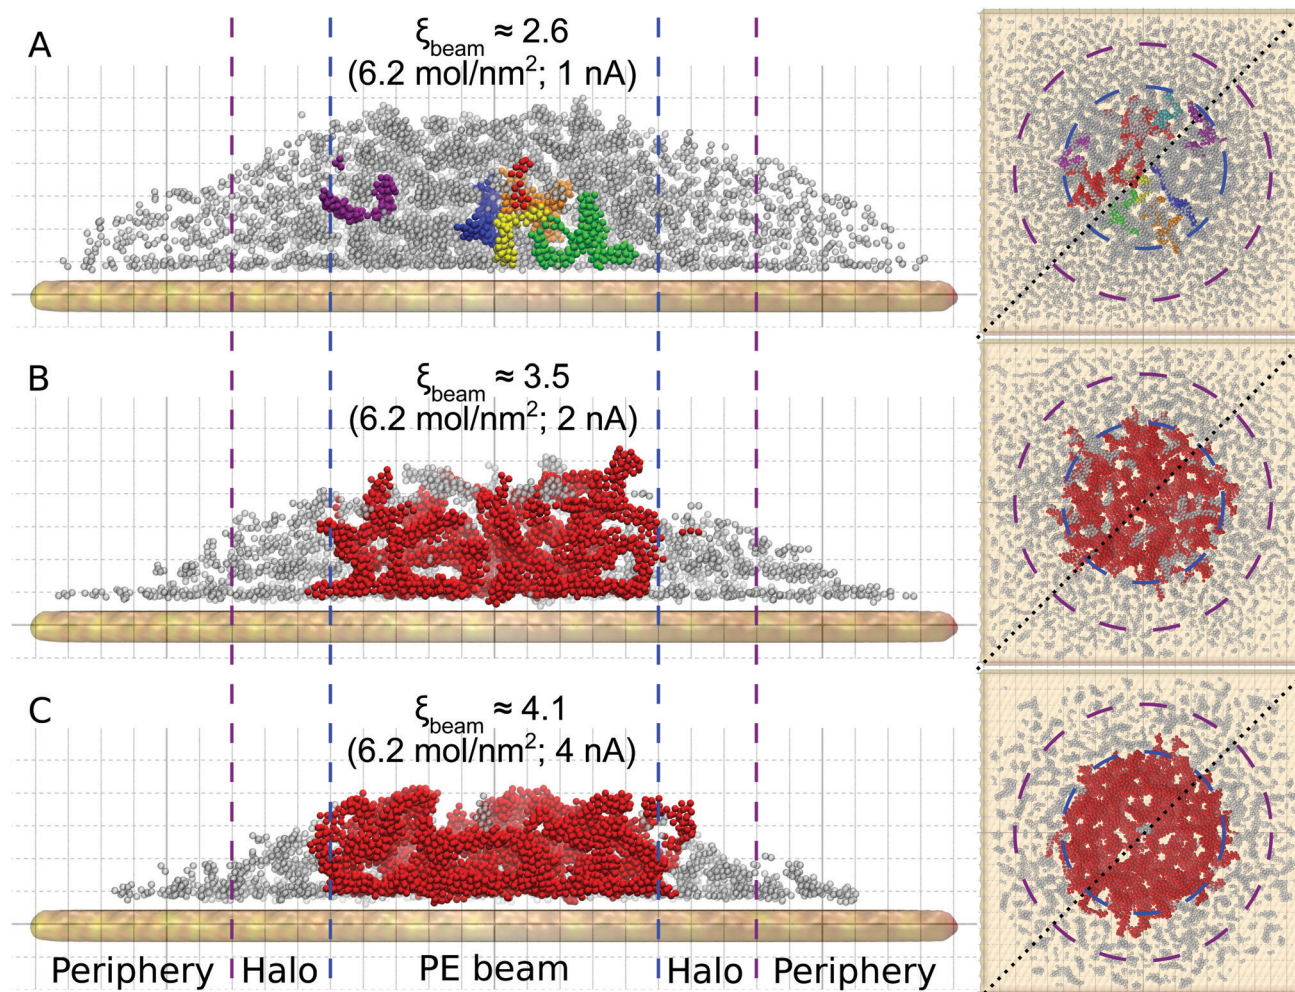 A
ξbeam ≈ 2.6
(6.2 mol/nm²; 1 nA)
B
ξbeam ≈ 3.5
(6.2 mol/nm²; 2 nA)
C
ξbeam ≈ 4.1
(6.2 mol/nm²; 4 nA)
Periphery Halo PE beam Halo Periphery